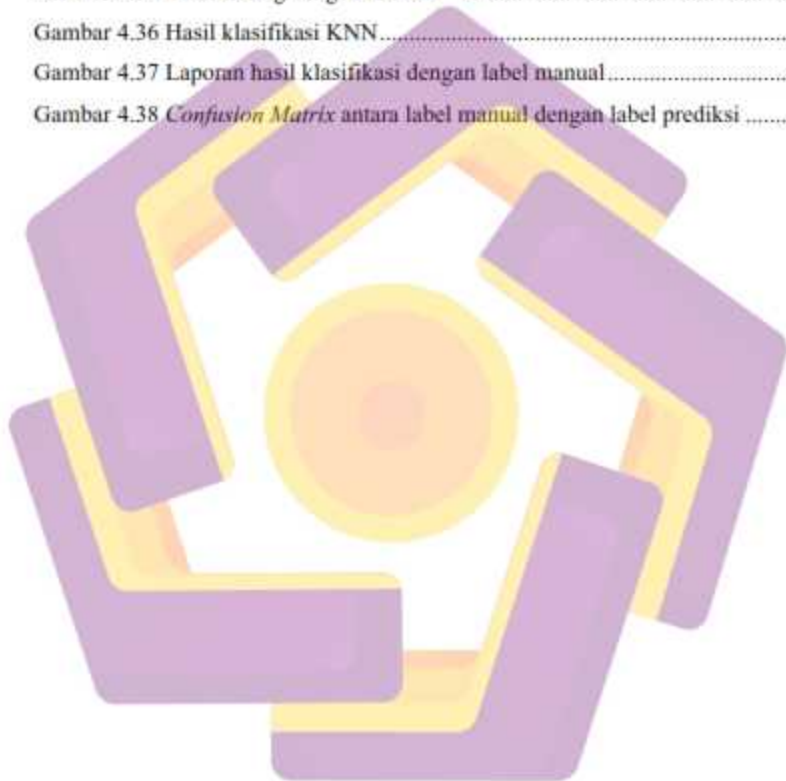 Gambar 4.36 Hasil klasifikasi KNN................................................................................
Gambar 4.37 Laporan hasil klasifikasi dengan label manual...............................
Gambar 4.38 Confusion Matrix antara label manual dengan label prediksi .......